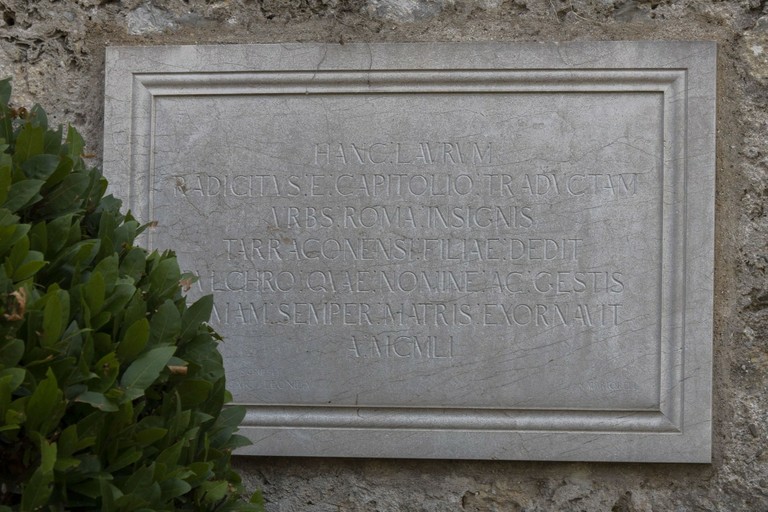 HANC·LAVRVM
RADICITVS·E·CAPITOLIO·TRADVCTAM
VRBS·ROMA·INSIGNIS
TARRACONENSI·FILIAE·DEDIT
QVAE·NOMINE·AC·GESTIS
SEMPER·MATRIS·EXORNAVIT
A·MCMLI